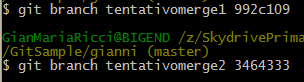 $ git branch tentativomerge1 992c109
GianMariaRicci@BIGEND /z/SkydrivePrima
/GitSample/gianni (master)
$ git branch tentativomerge2 3464333